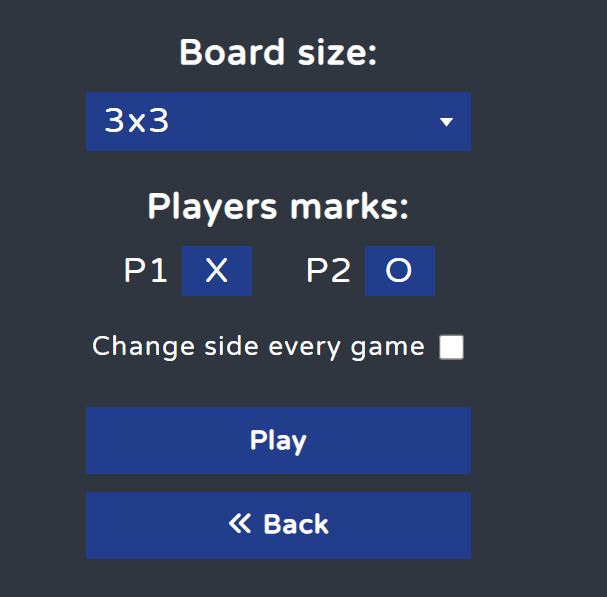 Board size:
3x3
Players marks:
P1 X P2 O
Change side every game
Play
« Back